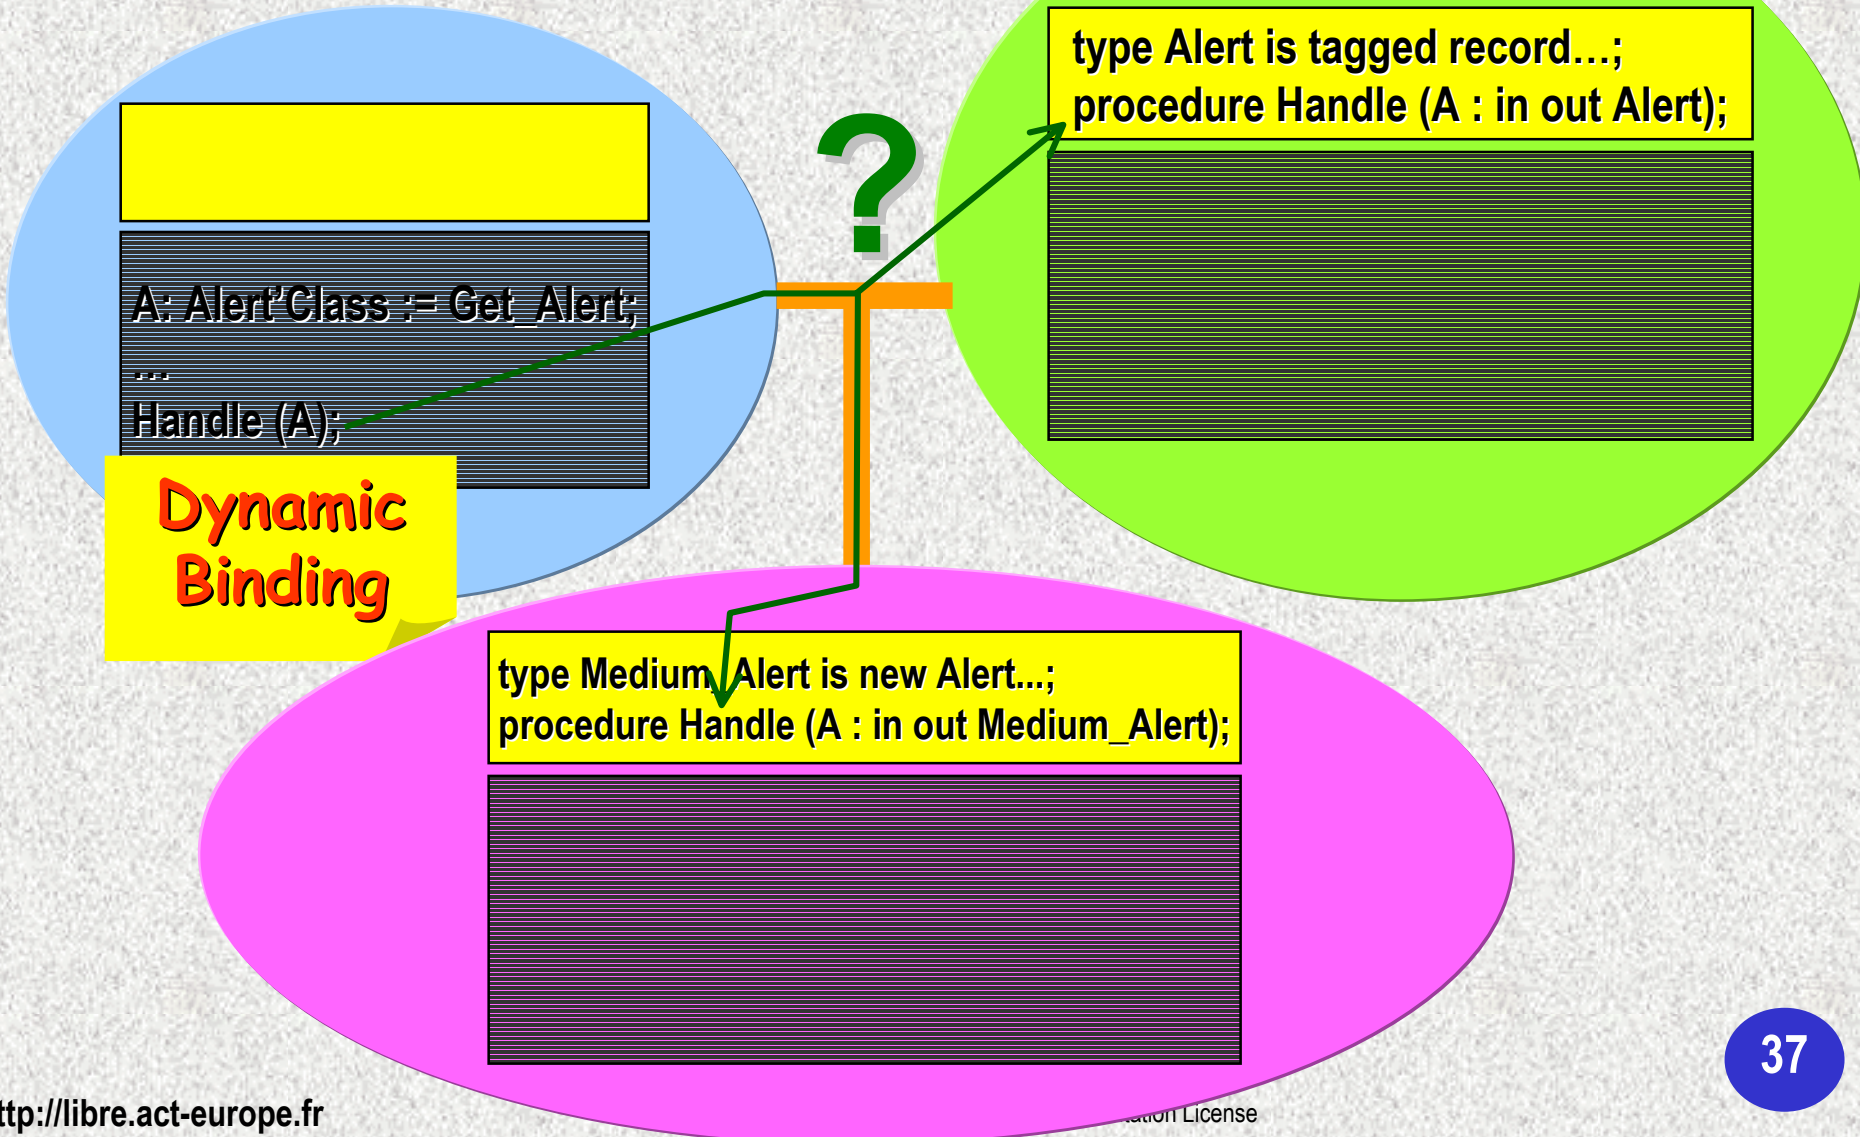 type Alert is tagged record…;
procedure Handle (A : in out Alert);
?
A: Alert’Class := Get_Alert;
…
Handle (A);
Dynamic
Binding
type Medium_Alert is new Alert...;
procedure Handle (A : in out Medium_Alert);
37
ttp://libre.act-europe.fr
License